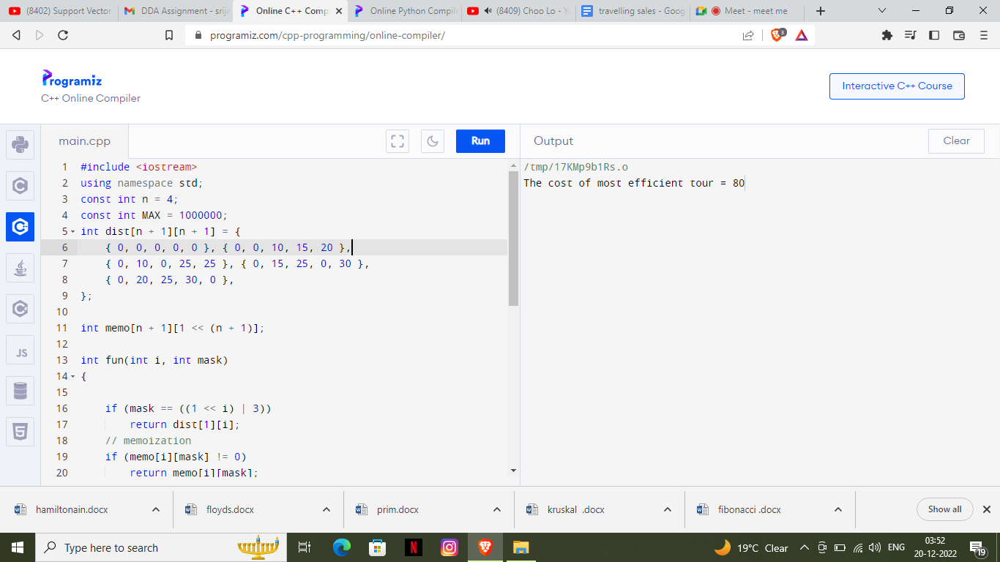 (8402) Support Vector
DDA Assignment - srij
Online C++ Comp
Online Python Compile
(8409) Choo Lo - Y
travelling sales - Goog
Meet - meet me
programiz.com/cpp-programming/online-compiler/
3
Programiz
C++ Online Compiler
Interactive C++ Course
main.cpp
Run
Output
Clear
1 #include <iostream>
2 using namespace std;
3 const int n = 4;
4 const int MAX = 1000000;
5 int dist[n + 1][n + 1] = {
6 { 0, 0, 0, 0, 0 }, { 0, 0, 10, 15, 20 },
7 { 0, 10, 0, 25, 25 }, { 0, 15, 25, 0, 30 },
8 { 0, 20, 25, 30, 0 },
9 };
10
11 int memo[n + 1][1 << (n + 1)];
12
13 int fun(int i, int mask)
14 {
15
16 if (mask == ((1 << i) | 3))
17 return dist[1][i];
18 // memoization
19 if (memo[i][mask] != 0)
20 return memo[i][mask];
/tmp/17KMp9b1Rs.o
The cost of most efficient tour = 80
JS
hamiltonain.docx
floyds.docx
prim.docx
kruskal .docx
fibonacci .docx
Show all
Type here to search
19°C Clear
ENG
03:52
20-12-2022
19